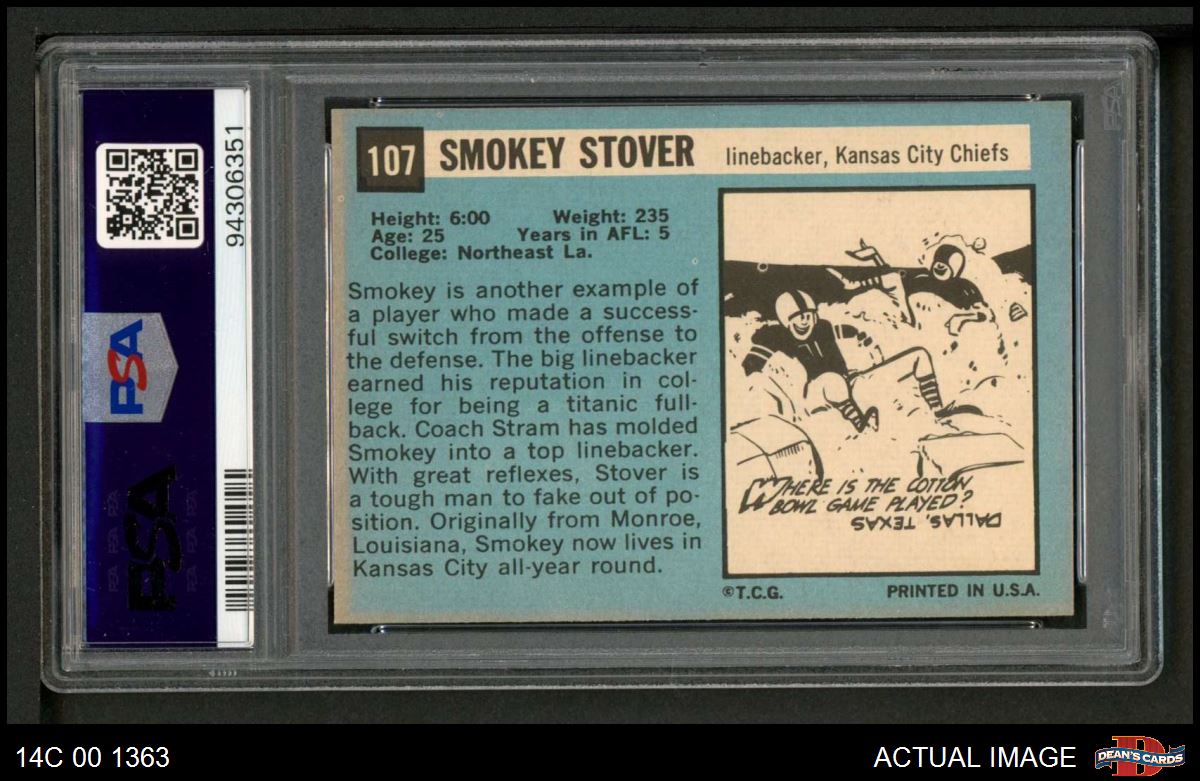 94306351
PSA
PSA
107 SMOKEY STOVER linebacker, Kansas City Chiefs
Height: 6:00 Weight: 235
Age: 25 Years in AFL: 5
College: Northeast La.
Smokey is another example of
a player who made a success-
ful switch from the offense to
the defense. The big linebacker
earned his reputation in col-
lege for being a titanic full-
back. Coach Stram has molded
Smokey into a top linebacker.
With great reflexes, Stover is
a tough man to fake out of po-
sition. Originally from Monroe,
Louisiana, Smokey now lives in
Kansas City all-year round.
WHERE IS THE COTTON
BOWL GAME PLAYED?
DALLAS, TEXAS
©T.C.G. PRINTED IN U.S.A.
14C 00 1363 ACTUAL IMAGE
D
DEAN'S CARDS